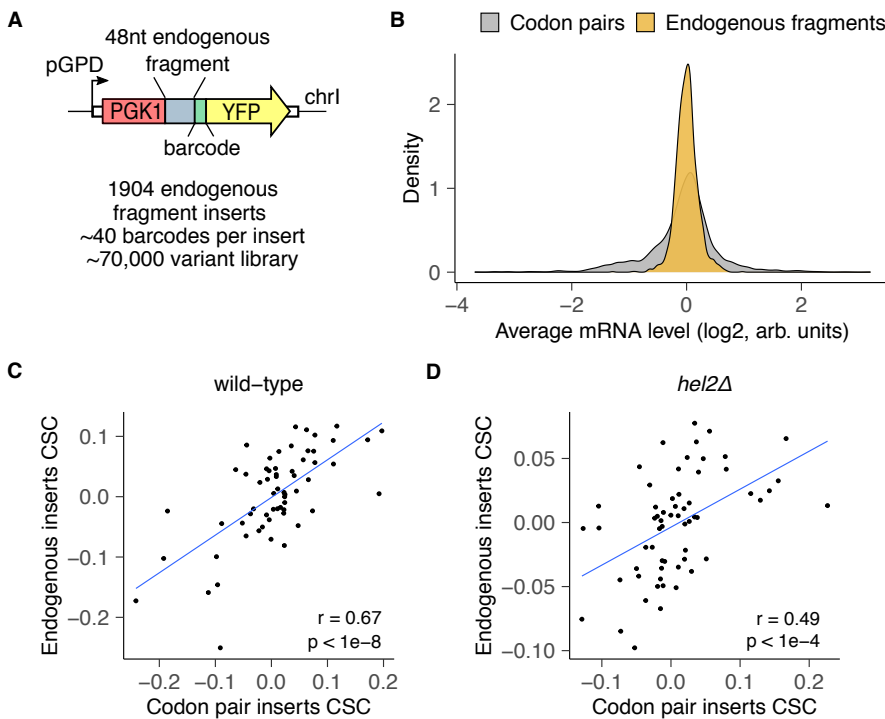 A
48nt endogenous
fragment
pGPD
PGK1
YFP
chrI
barcode
1904 endogenous
fragment inserts
~40 barcodes per insert
~70,000 variant library
B
Codon pairs
Endogenous fragments
Density
2
1
0
−4
−2
0
2
Average mRNA level (log2, arb. units)
C
wild−type
Endogenous inserts CSC
0.1
0.0
−0.1
−0.2
r = 0.67
p < 1e−8
−0.2
−0.1
0.0
0.1
0.2
Codon pair inserts CSC
D
hel2Δ
Endogenous inserts CSC
0.05
0.00
−0.05
−0.10
r = 0.49
p < 1e−4
−0.1
0.0
0.1
0.2
Codon pair inserts CSC